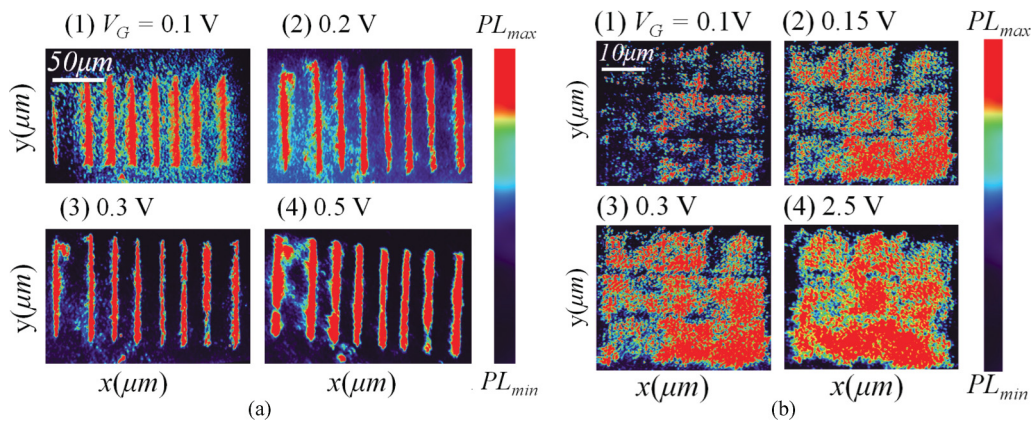 (1) V_G = 0.1 V
(2) 0.2 V
PL_max
50μm
y(μm)
(3) 0.3 V
(4) 0.5 V
y(μm)
x(μm)
x(μm)
PL_min
(a)
(1) V_G = 0.1V
(2) 0.15 V
PL_max
10μm
y(μm)
(3) 0.3 V
(4) 2.5 V
y(μm)
x(μm)
x(μm)
PL_min
(b)